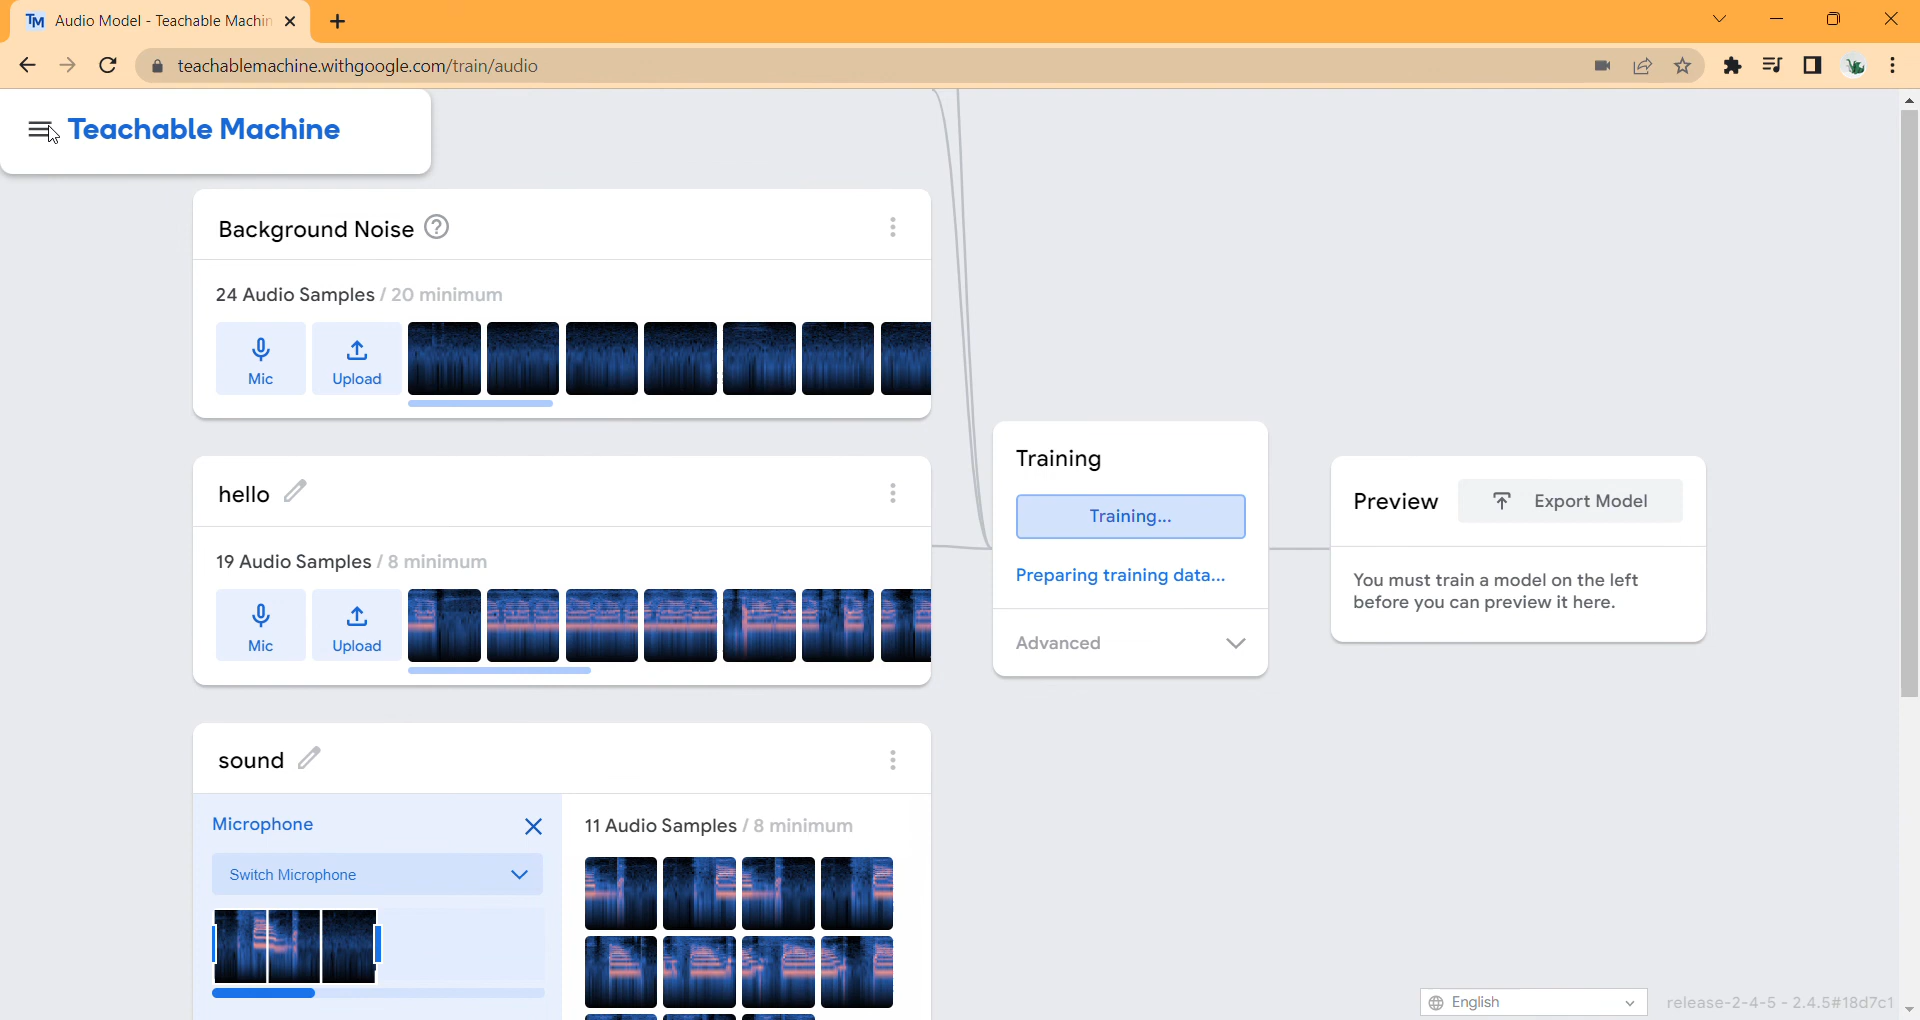 TM Audio Model - Teachable Machin
teachablemachine.withgoogle.com/train/audio
Teachable Machine
Background Noise
24 Audio Samples / 20 minimum
Mic
Upload
hello
19 Audio Samples / 8 minimum
Mic
Upload
sound
Microphone
Switch Microphone
11 Audio Samples / 8 minimum
Training
Training...
Preparing training data...
Advanced
Preview
Export Model
You must train a model on the left
before you can preview it here.
English
release-2-4-5 - 2.4.5#18d7c1